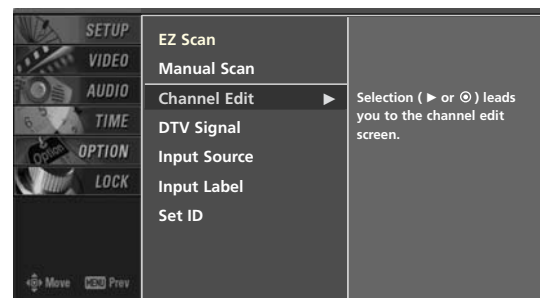 SETUP
VIDEO
AUDIO
TIME
OPTION
LOCK
Move MENU Prev
EZ Scan
Manual Scan
Channel Edit ▶
DTV Signal
Input Source
Input Label
Set ID
Selection ( ▶ or ⊙ ) leads
you to the channel edit
screen.